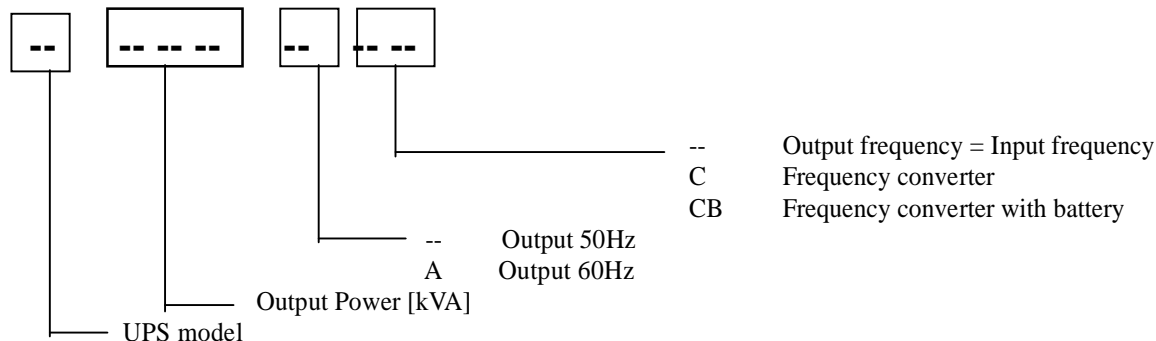 -- -- -- -- -- -- --
-- Output frequency = Input frequency
C Frequency converter
CB Frequency converter with battery
-- Output 50Hz
A Output 60Hz
Output Power [kVA]
UPS model